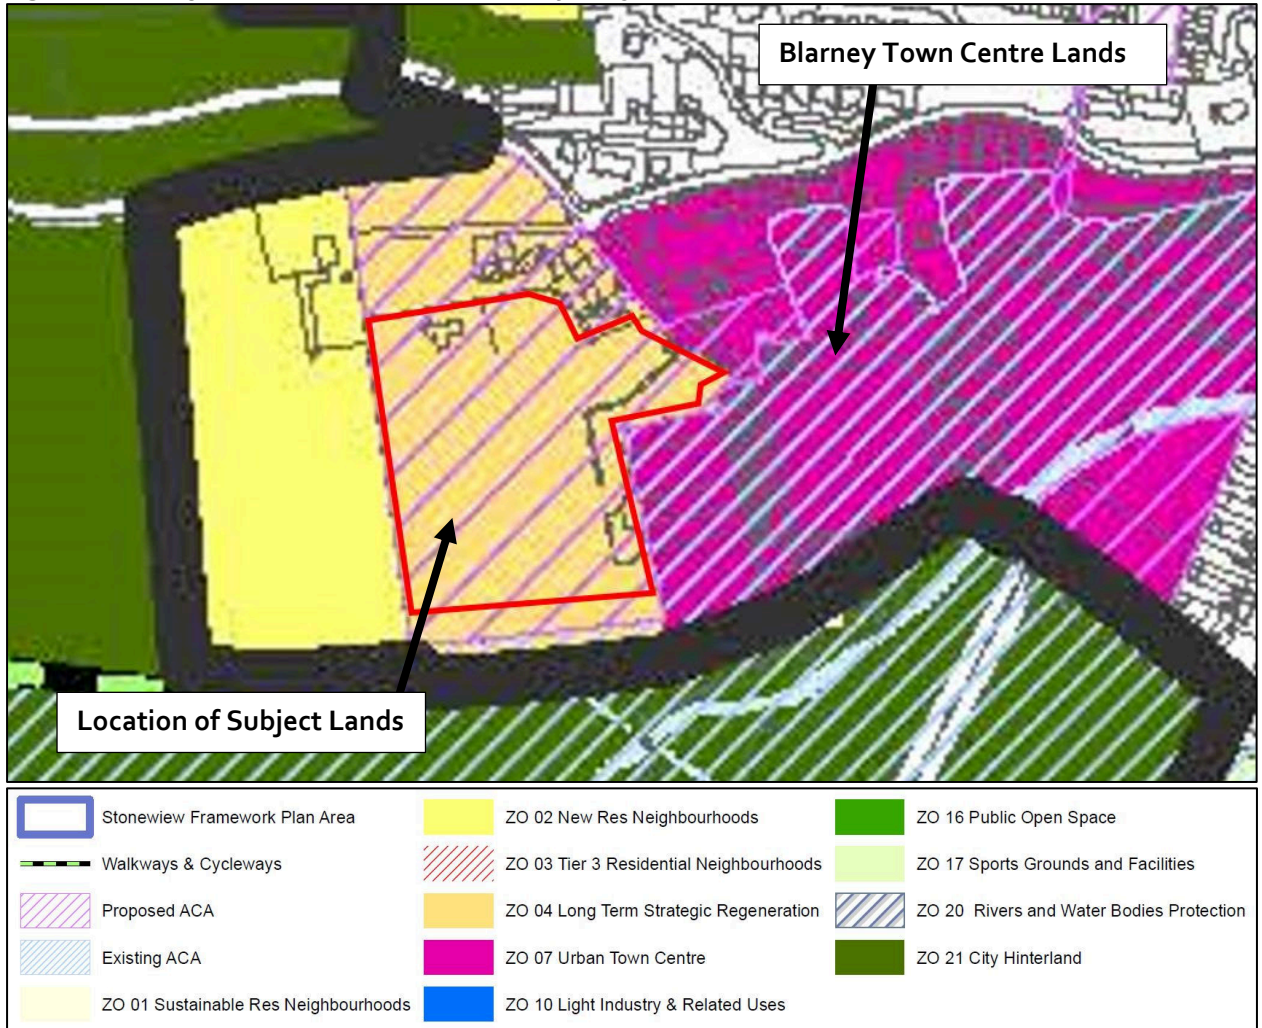 Blarney Town Centre Lands
Location of Subject Lands
Stonewiew Framework Plan Area
Walkways & Cycleways
Proposed ACA
Existing ACA
ZO 01 Sustainable Res Neighbourhoods
ZO 02 New Res Neighbourhoods
ZO 03 Tier 3 Residential Neighbourhoods
ZO 04 Long Term Strategic Regeneration
ZO 07 Urban Town Centre
ZO 10 Light Industry & Related Uses
ZO 16 Public Open Space
ZO 17 Sports Grounds and Facilities
ZO 20 Rivers and Water Bodies Protection
ZO 21 City Hinterland